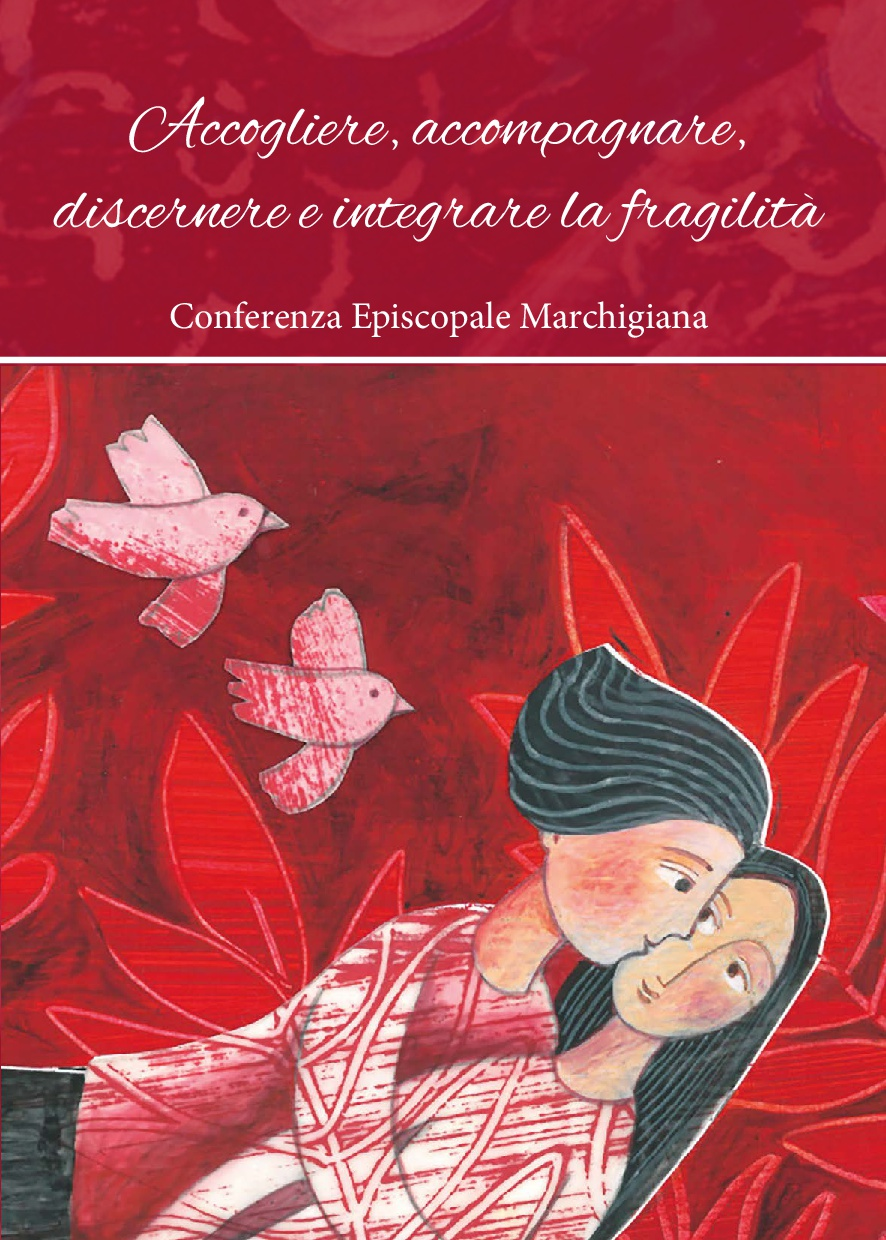 Accogliere, accompagnare,
discernere e integrare la fragilità
Conferenza Episcopale Marchigiana